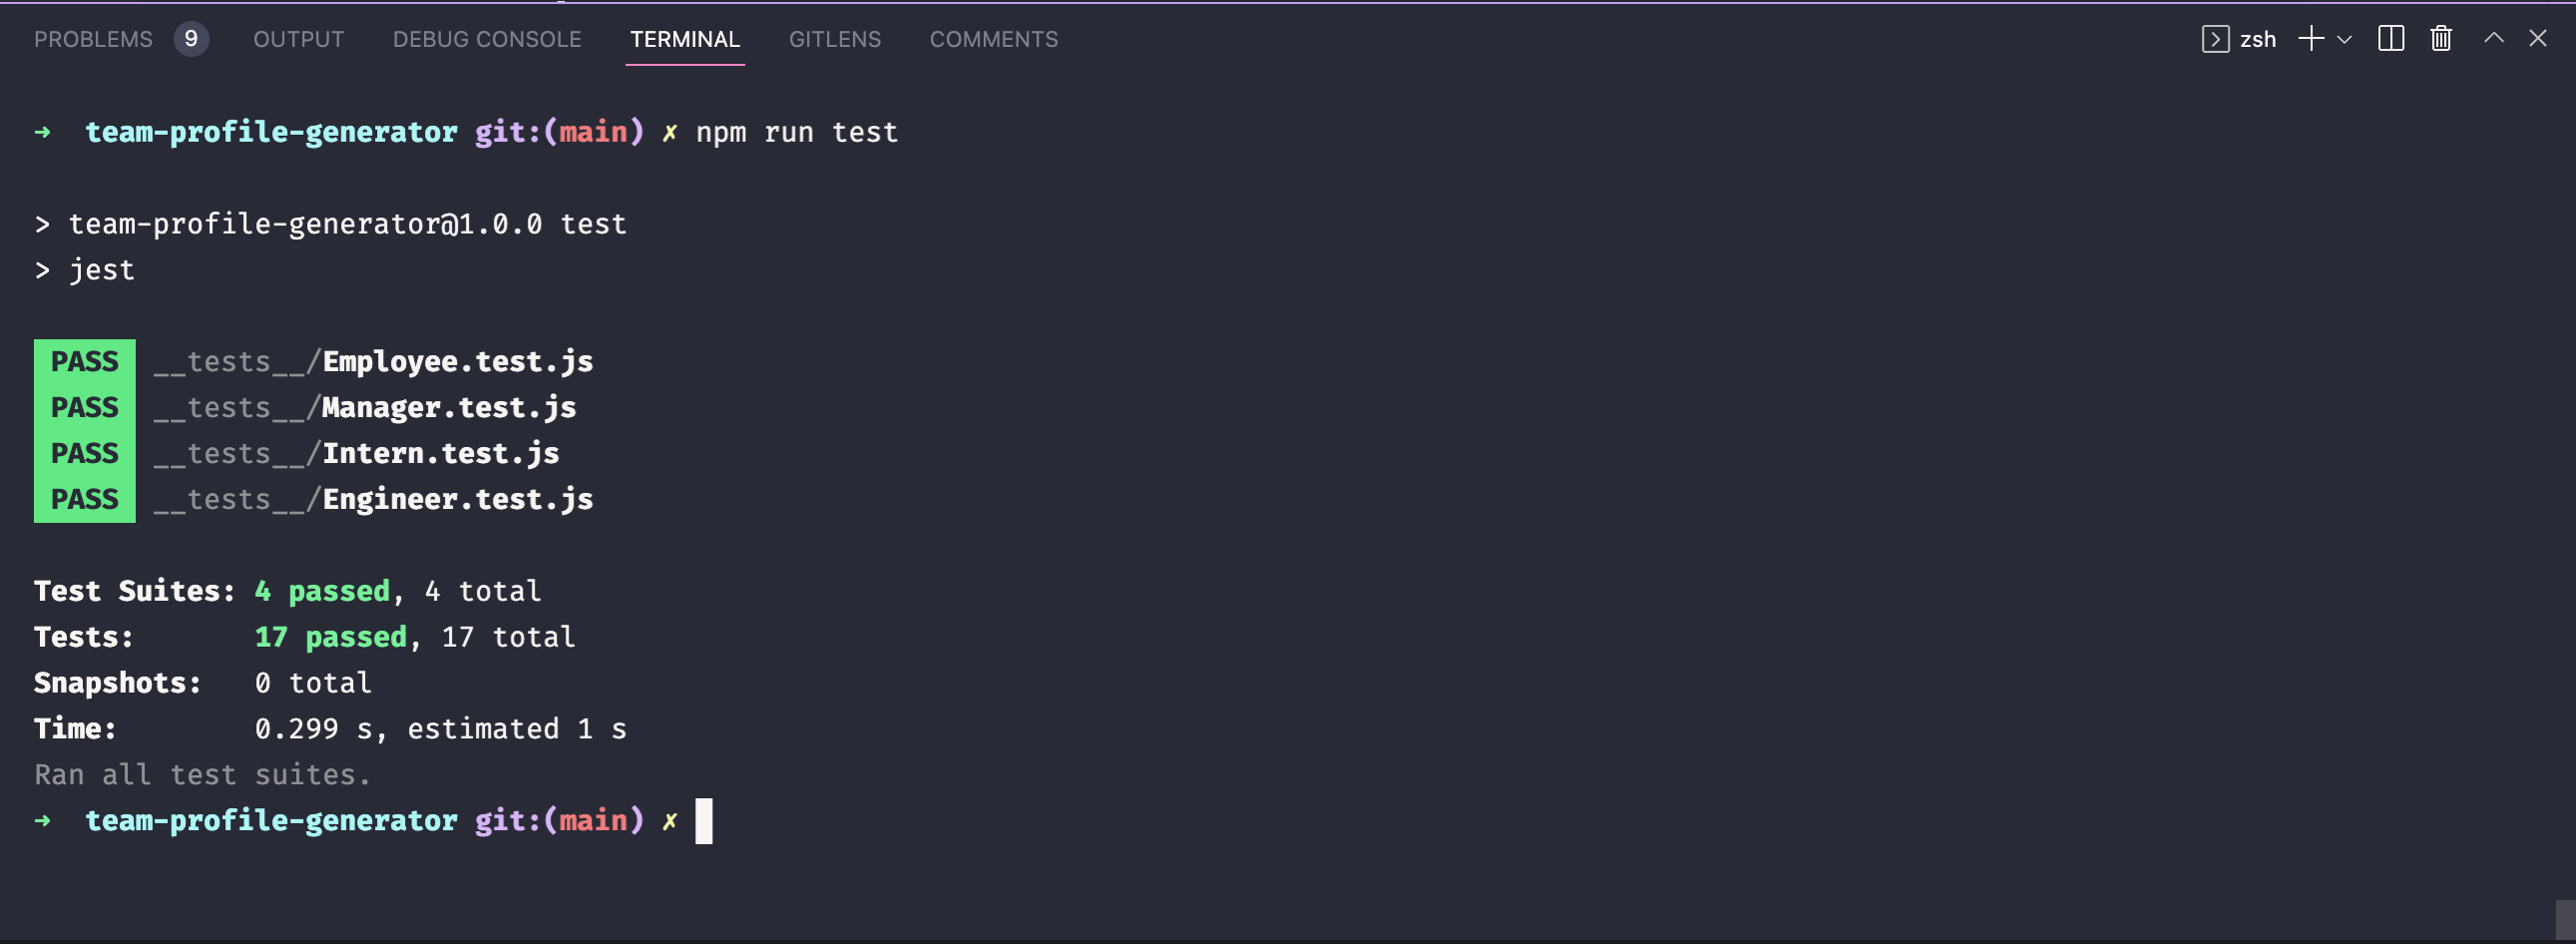 PROBLEMS 9 OUTPUT DEBUG CONSOLE TERMINAL GITLENS COMMENTS zsh
➜ team-profile-generator git:(main) ✗ npm run test
> team-profile-generator@1.0.0 test
> jest
PASS __tests__/Employee.test.js
PASS __tests__/Manager.test.js
PASS __tests__/Intern.test.js
PASS __tests__/Engineer.test.js
Test Suites: 4 passed, 4 total
Tests: 17 passed, 17 total
Snapshots: 0 total
Time: 0.299 s, estimated 1 s
Ran all test suites.
➜ team-profile-generator git:(main) ✗